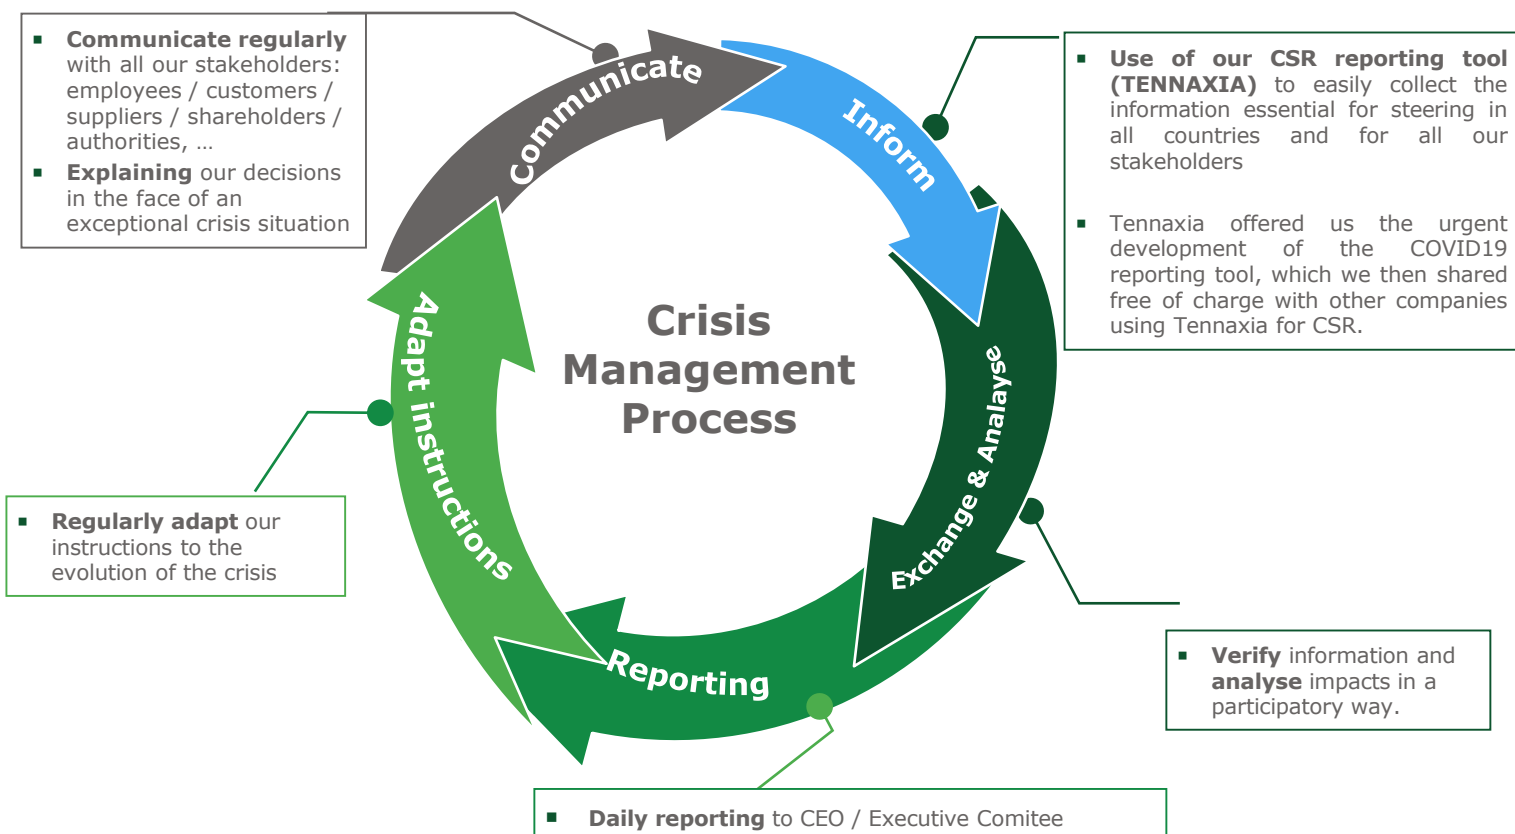 ▪ Communicate regularly
with all our stakeholders:
employees / customers /
suppliers / shareholders /
authorities, …
▪ Explaining our decisions
in the face of an
exceptional crisis situation
Communicate
Inform
▪ Use of our CSR reporting tool
(TENNAXIA) to easily collect the
information essential for steering in
all countries and for all our
stakeholders
▪ Tennaxia offered us the urgent
development of the COVID19
reporting tool, which we then shared
free of charge with other companies
using Tennaxia for CSR.
Crisis
Management
Process
Adapt instructions
Exchange & Analayse
Reporting
▪ Regularly adapt our
instructions to the
evolution of the crisis
▪ Verify information and
analyse impacts in a
participatory way.
▪ Daily reporting to CEO / Executive Comitee